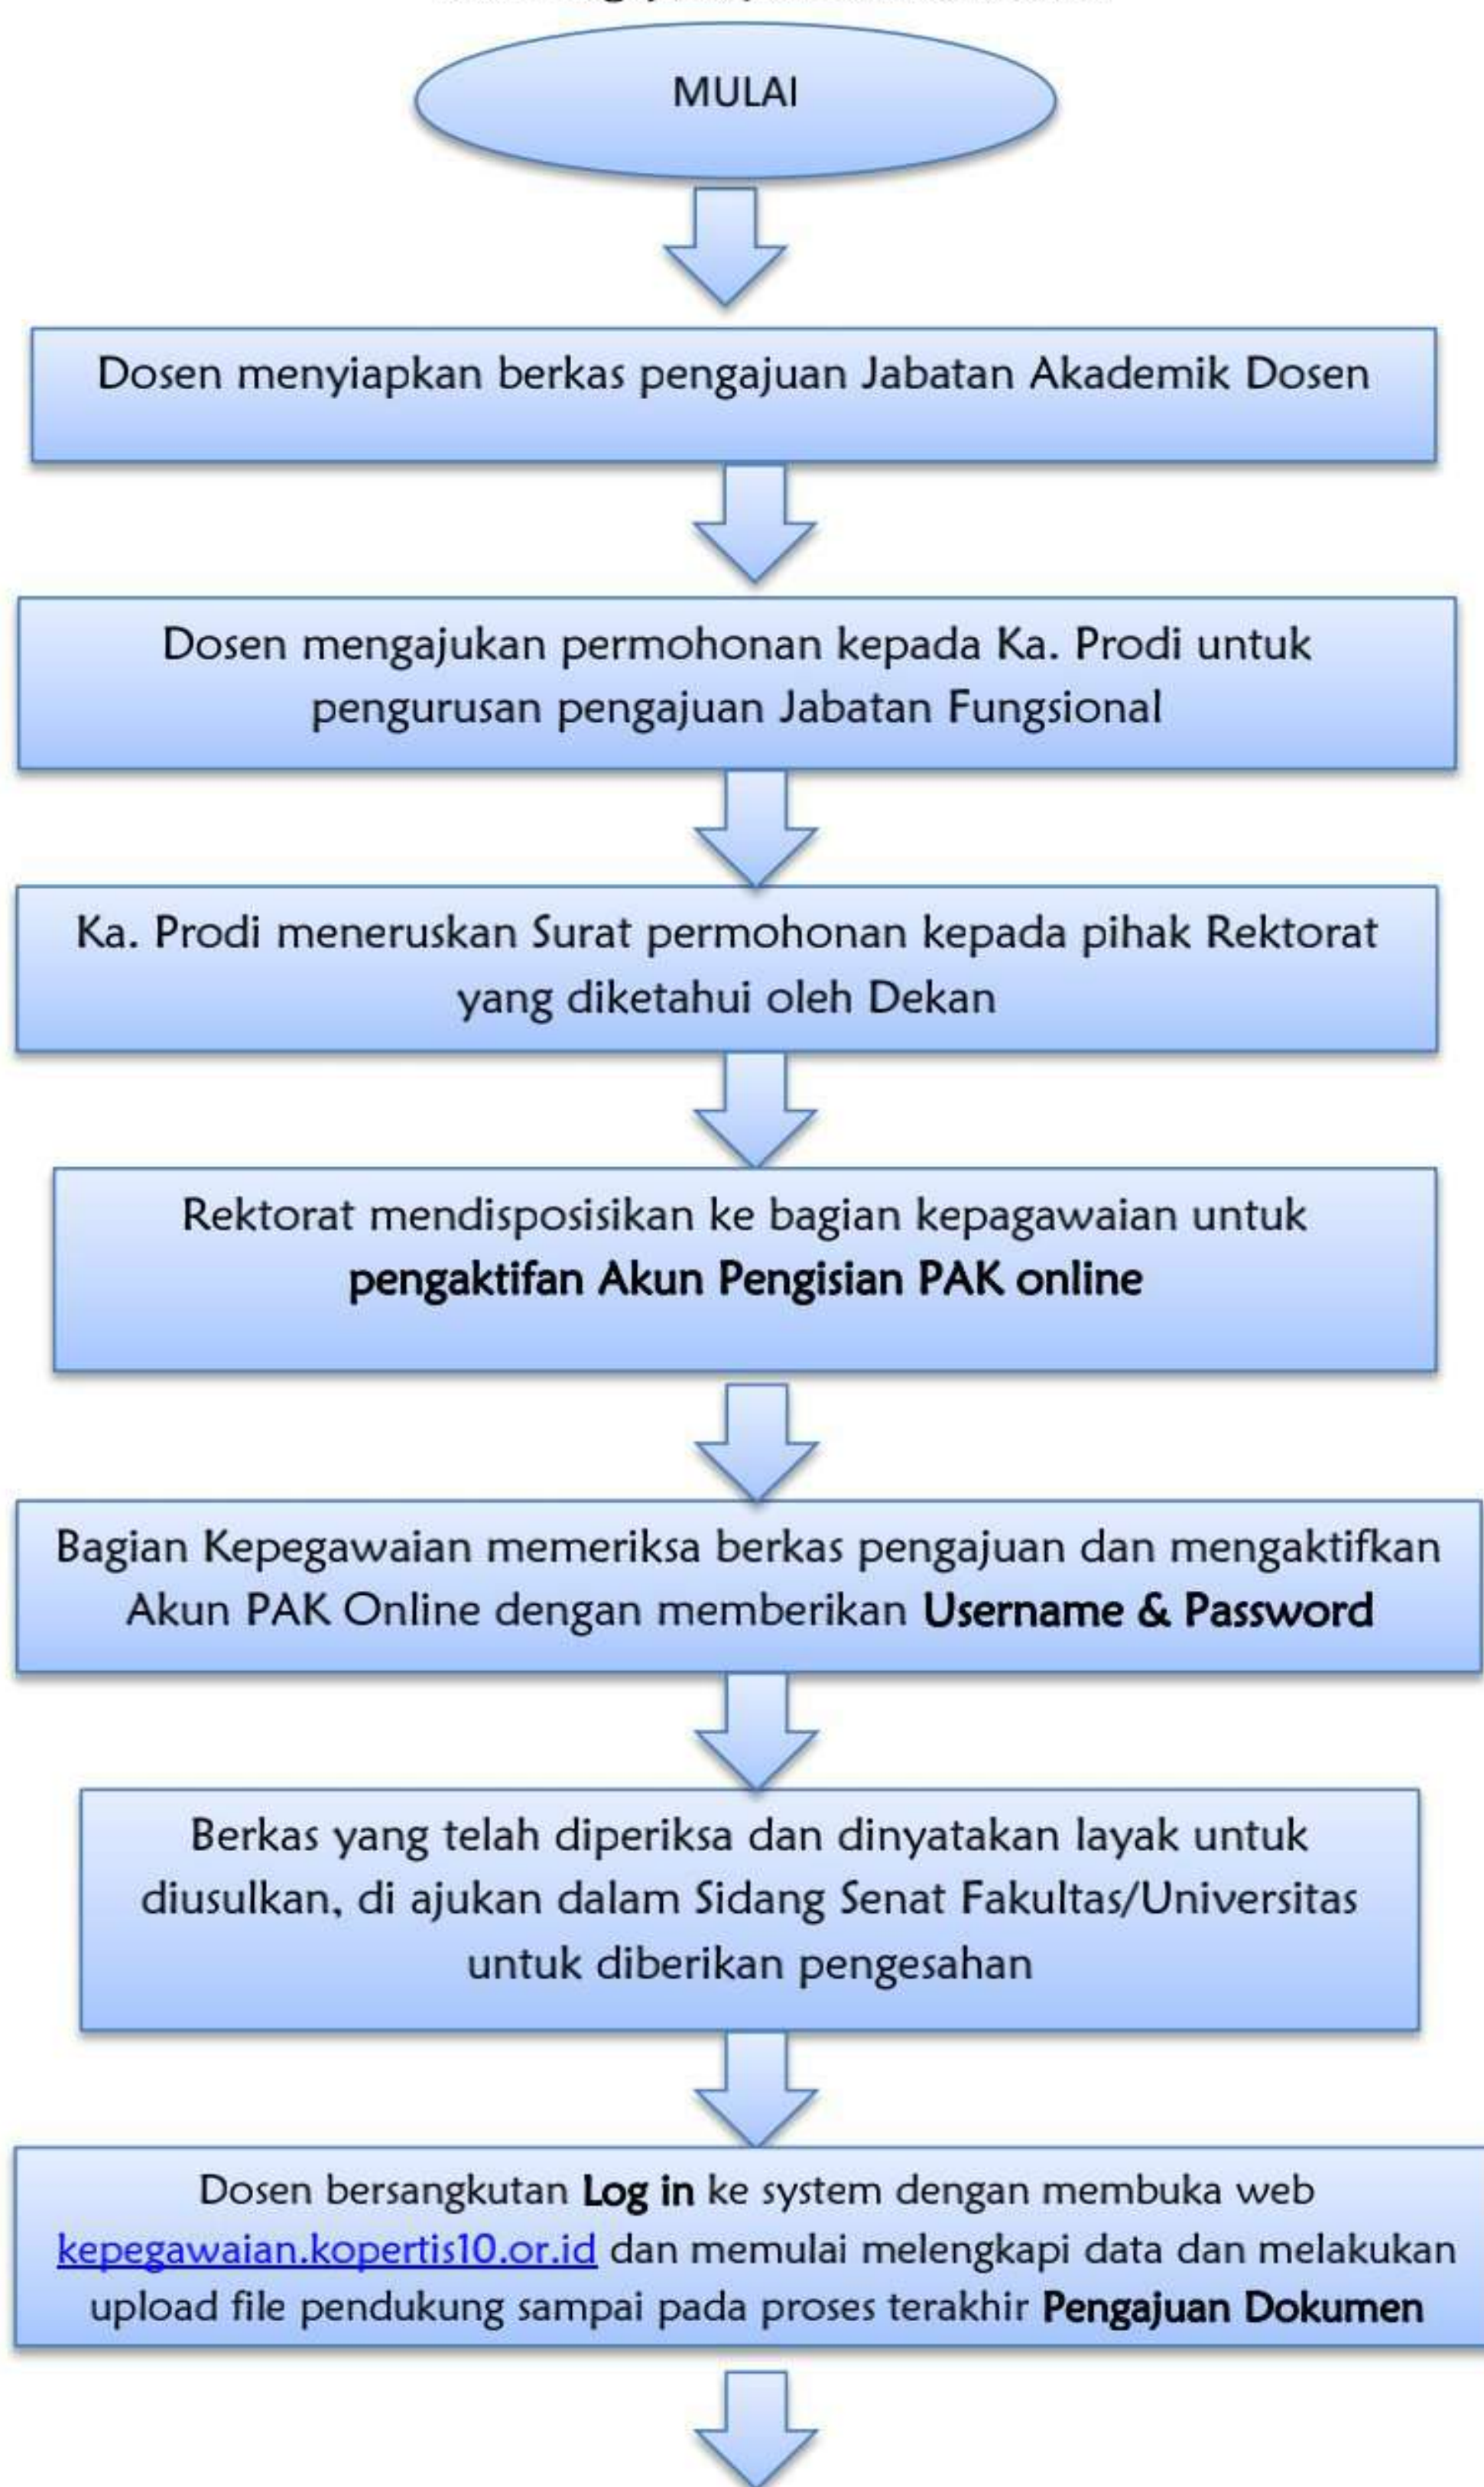 MULAI
Dosen menyiapkan berkas pengajuan Jabatan Akademik Dosen
Dosen mengajukan permohonan kepada Ka. Prodi untuk
pengurusan pengajuan Jabatan Fungsional
Ka. Prodi meneruskan Surat permohonan kepada pihak Rektorat
yang diketahui oleh Dekan
Rektorat mendisposisikan ke bagian kepagawaian untuk
pengaktifan Akun Pengisian PAK online
Bagian Kepegawaian memeriksa berkas pengajuan dan mengaktifkan
Akun PAK Online dengan memberikan Username & Password
Berkas yang telah diperiksa dan dinyatakan layak untuk
diusulkan, di ajukan dalam Sidang Senat Fakultas/Universitas
untuk diberikan pengesahan
Dosen bersangkutan Log in ke system dengan membuka web
kepegawaian.kopertis10.or.id dan memulai melengkapi data dan melakukan
upload file pendukung sampai pada proses terakhir Pengajuan Dokumen